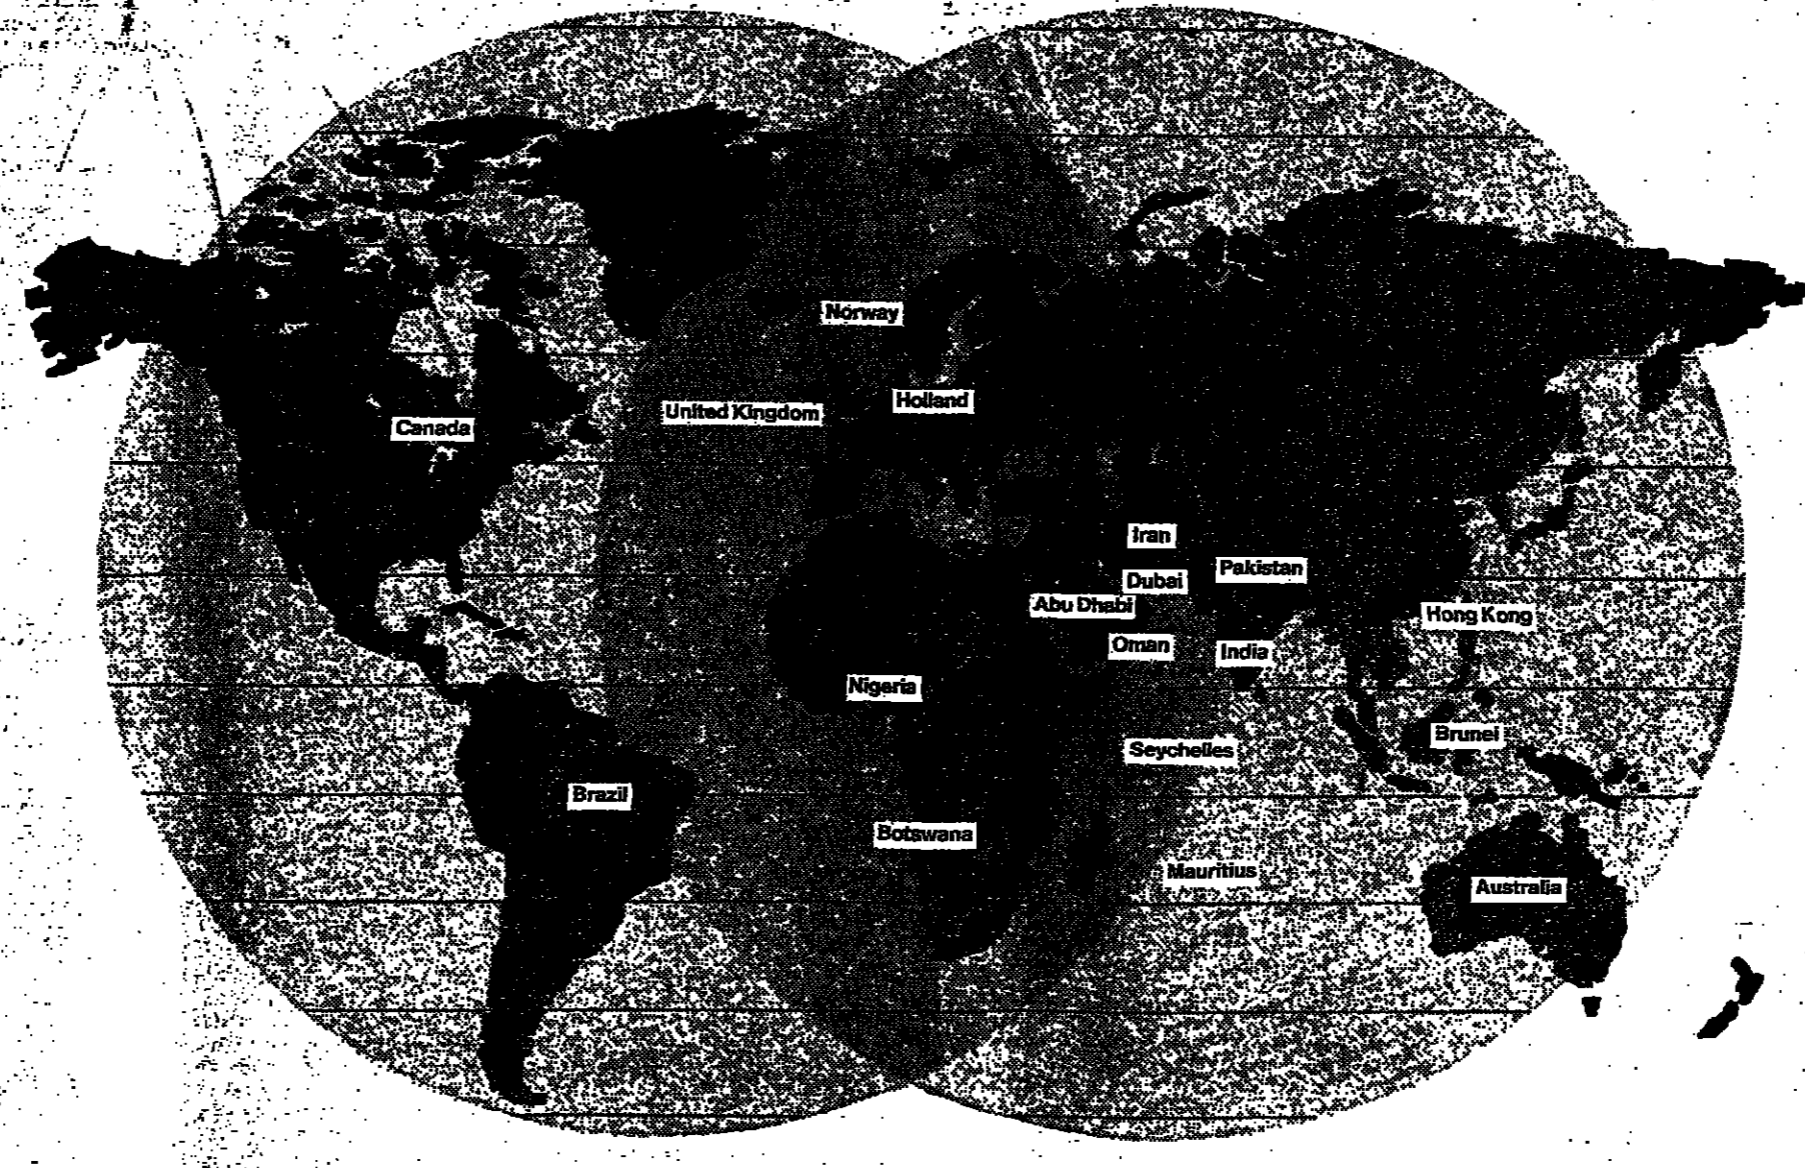 Norway
Holland
United Kingdom
Canada
Iran
Pakistan
Dubai
Abu Dhabi
Hong Kong
Oman
India
Nigeria
Brunei
Seychelles
Brazil
Botswana
Mauritius
Australia